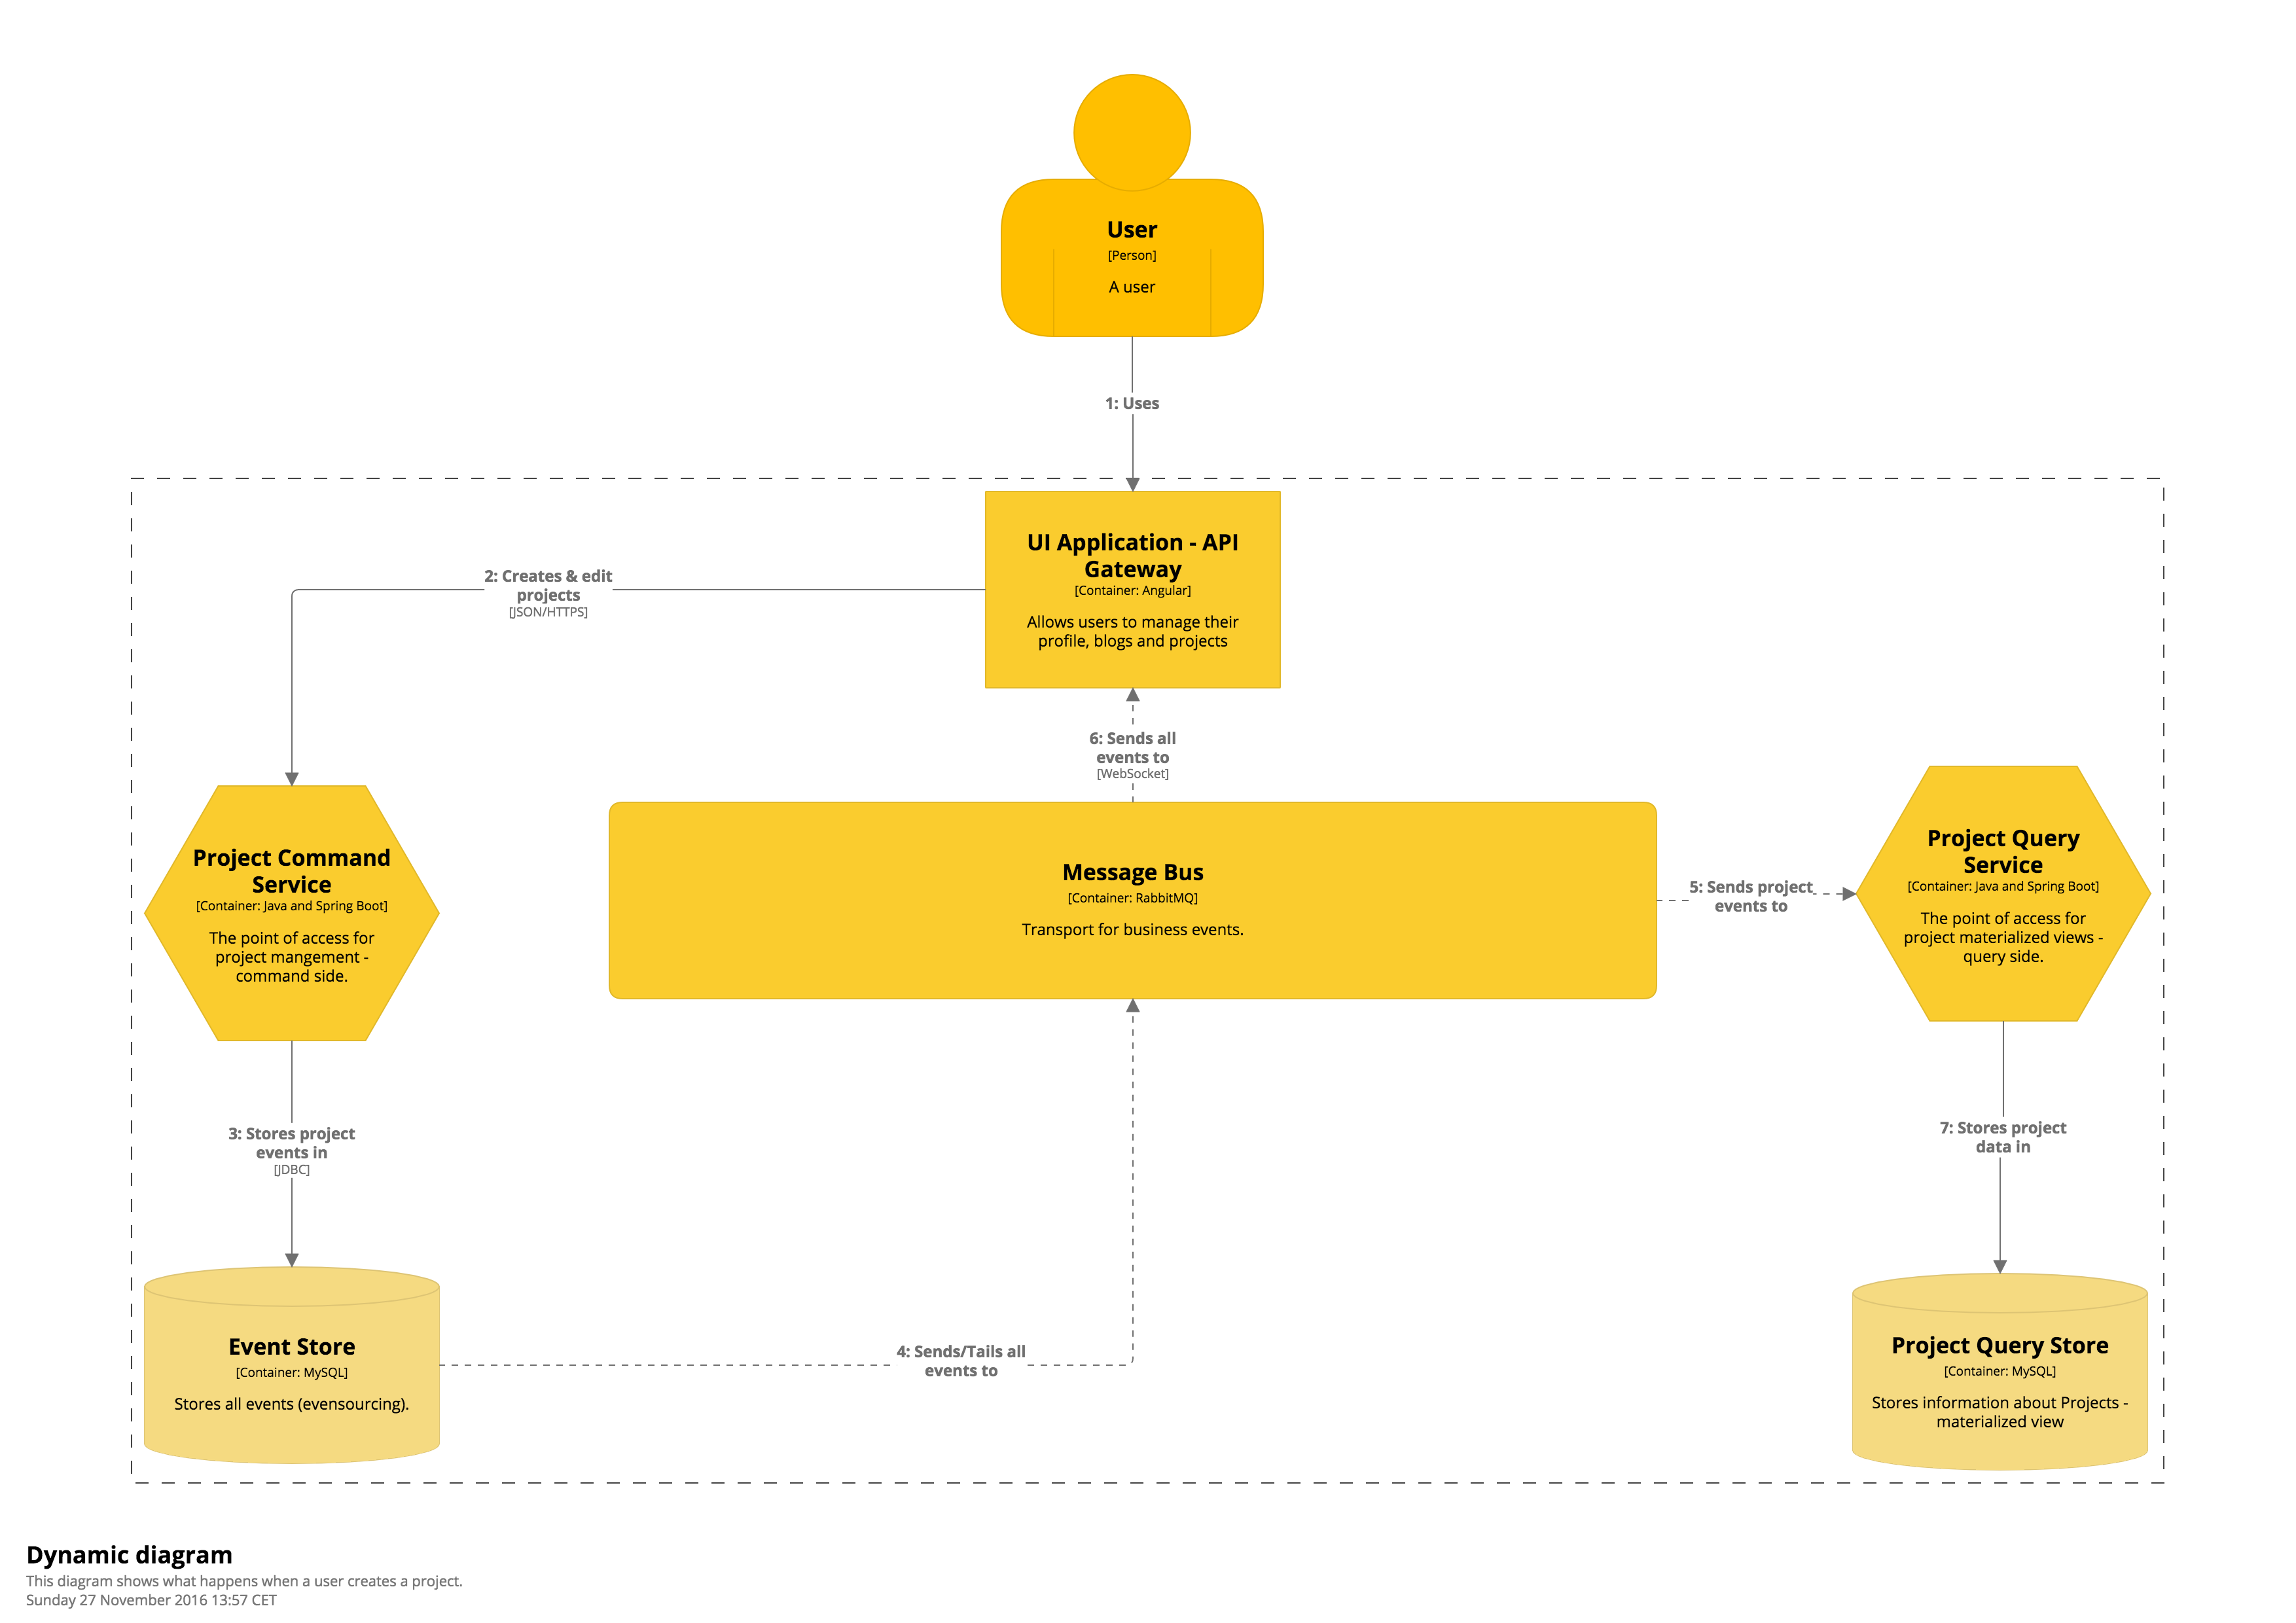 User
[Person]
A user
1: Uses
UI Application - API
Gateway
[Container: Angular]
Allows users to manage their
profile, blogs and projects
2: Creates & edit
projects
[JSON/HTTPS]
6: Sends all
events to
[WebSocket]
Project Command
Service
[Container: Java and Spring Boot]
The point of access for
project mangement -
command side.
Message Bus
[Container: RabbitMQ]
Transport for business events.
5: Sends project
events to
Project Query
Service
[Container: Java and Spring Boot]
The point of access for
project materialized views -
query side.
3: Stores project
events in
[JDBC]
7: Stores project
data in
Event Store
[Container: MySQL]
Stores all events (evensourcing).
4: Sends/Tails all
events to
Project Query Store
[Container: MySQL]
Stores information about Projects -
materialized view
Dynamic diagram
This diagram shows what happens when a user creates a project.
Sunday 27 November 2016 13:57 CET